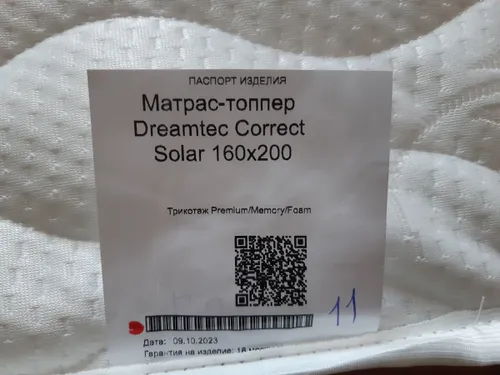 ПАСПОРТ ИЗДЕЛИЯ
Матрас-топпер
Dreamtec Correct
Solar 160x200
Трикотаж Premium/Memory/Foam
11
Дата: 09.10.2023
Гарантия на изделие: 18